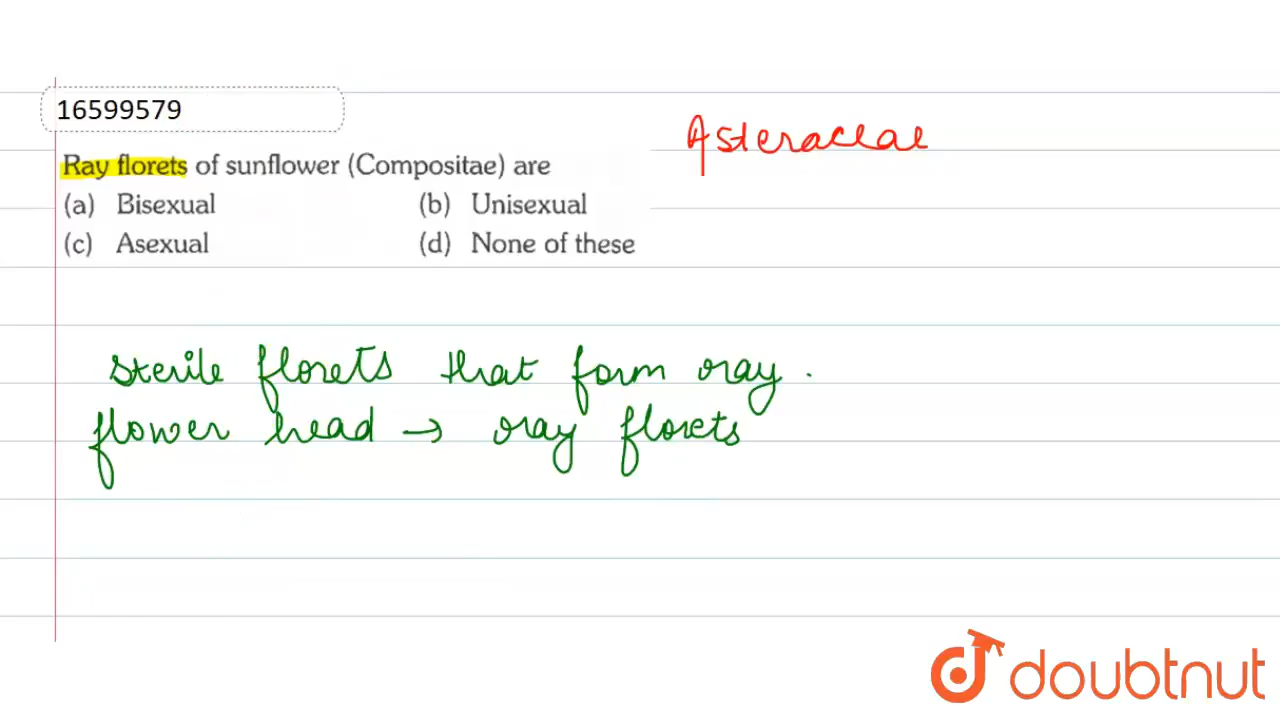 16599579
Asteraceae
Ray florets of sunflower (Compositae) are
(a) Bisexual (b) Unisexual
(c) Asexual (d) None of these
sterile florets that form ray.
flower head → ray florets
doubtnut